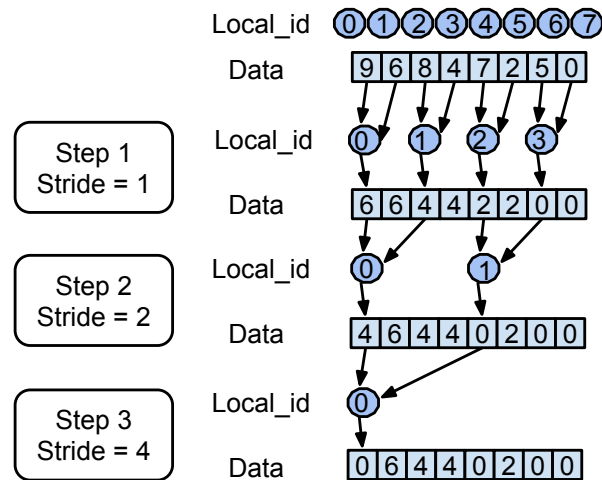 Local_id 0 1 2 3 4 5 6 7
Data 9 6 8 4 7 2 5 0
Step 1
Stride = 1
Local_id 0 1 2 3
Data 6 6 4 4 2 2 0 0
Step 2
Stride = 2
Local_id 0 1
Data 4 6 4 4 0 2 0 0
Step 3
Stride = 4
Local_id 0
Data 0 6 4 4 0 2 0 0